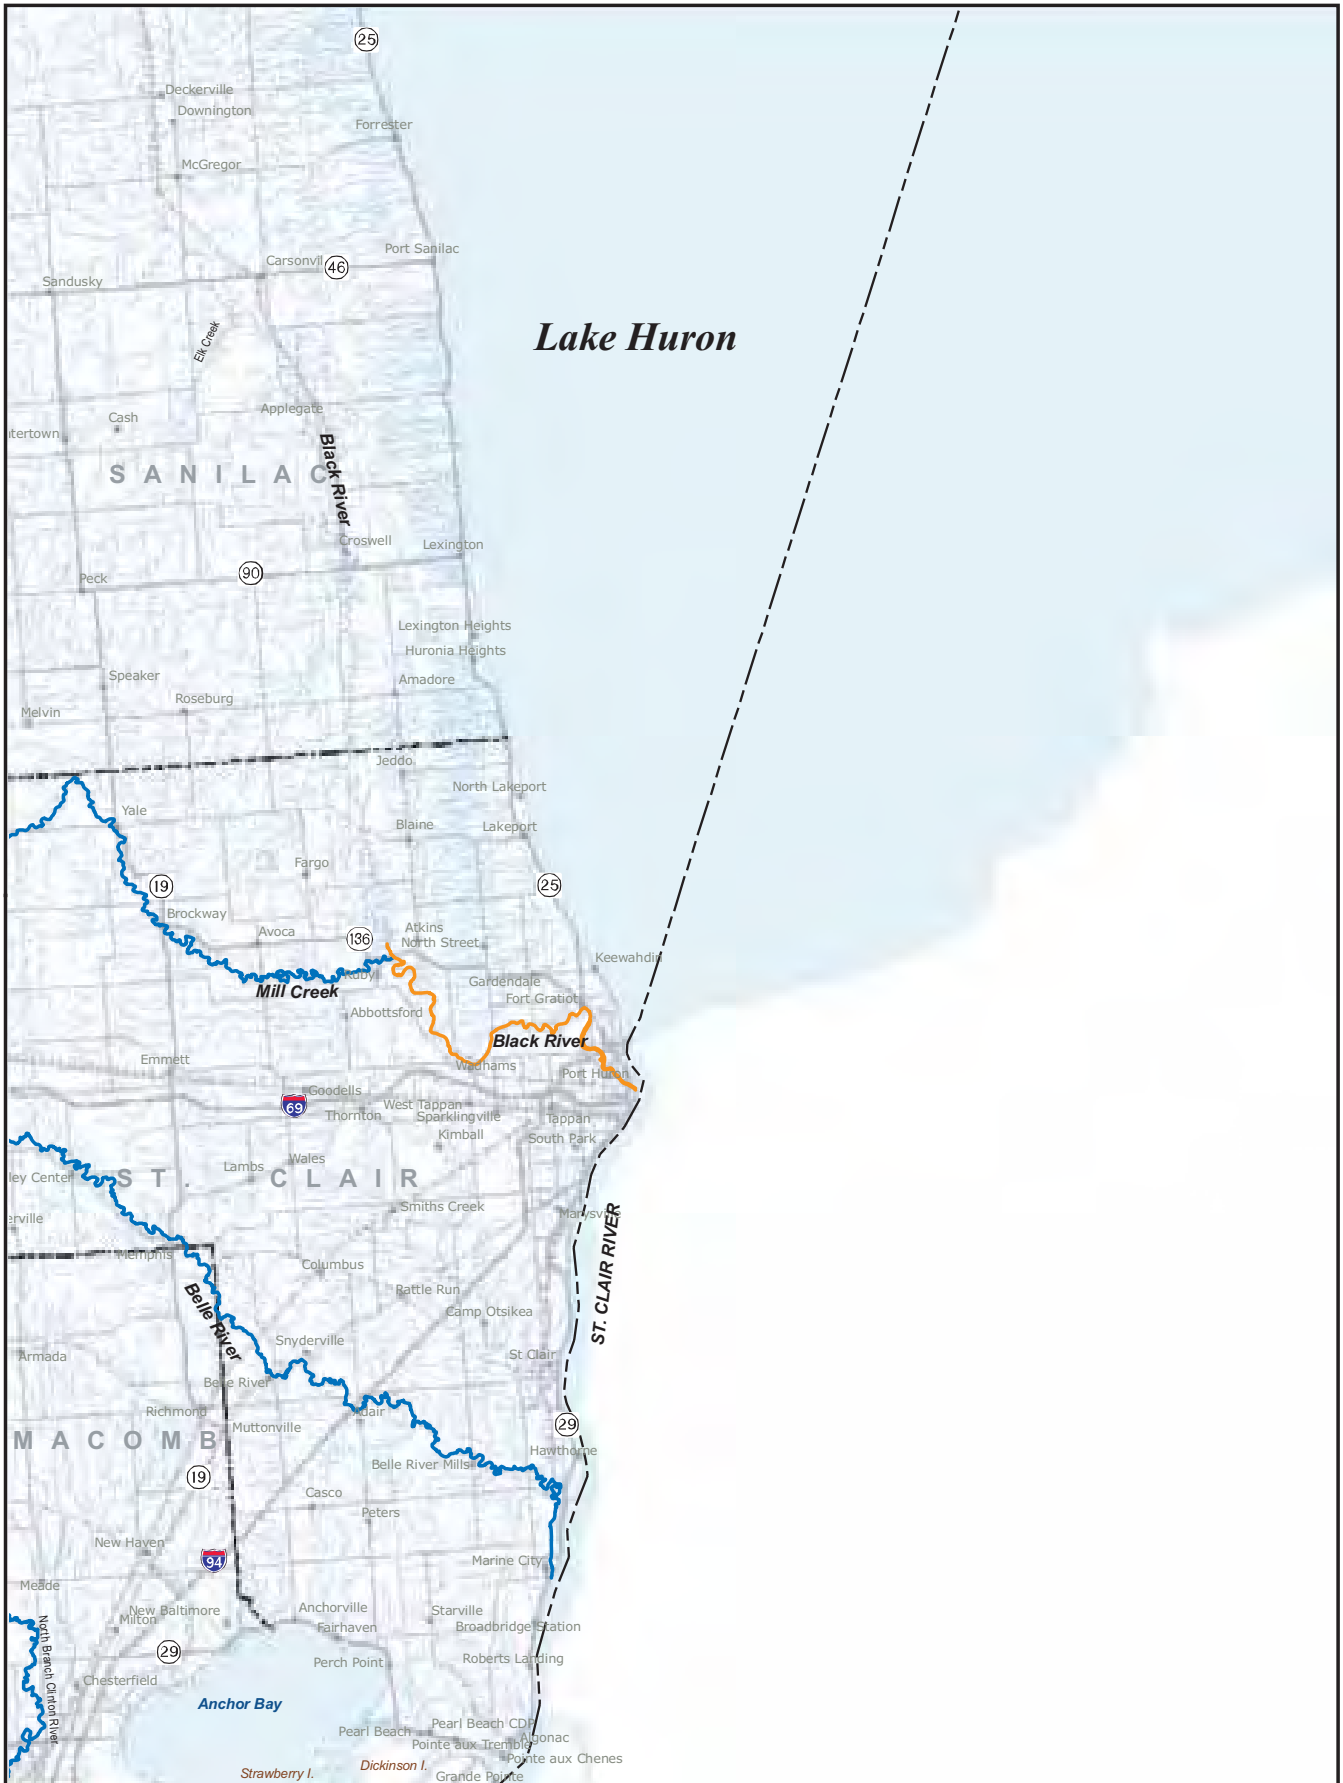 25
Deckerville
Downington
Forrester
McGregor
Port Sanilac
Carsonvil
46
Sandusky
Lake Huron
Elk Creek
Applegate
Cash
tertown
Black River
SANILAC
Croswell
Lexington
90
Peck
Lexington Heights
Huronia Heights
Speaker
Amadore
Roseburg
Melvin
Jeddo
North Lakeport
Yale
Blaine
Lakeport
Fargo
19
25
Brockway
Avoca
136
Atkins
North Street
Keewahdin
Ruby
Gardendale
Mill Creek
Fort Gratiot
Abbottsford
Black River
Emmett
Wadhams
Port Huron
Goodells
69
West Tappan
Thornton
Sparklingville
Tappan
Kimball
South Park
Lambs
Wales
ley Center
ST. CLAIR
Smiths Creek
erville
Marysville
Memphis
Columbus
ST. CLAIR RIVER
Rattle Run
Belle River
Camp Otsikea
Snyderville
Armada
St Clair
Belle River
Richmond
Adair
29
Muttonville
MACOMB
Hawthorne
Belle River Mills
19
Casco
Peters
New Haven
94
Marine City
Meade
New Baltimore
Anchorville
Starville
Milton
Fairhaven
Broadbridge Station
North Branch Clinton River
29
Perch Point
Roberts Landing
Chesterfield
Anchor Bay
Pearl Beach
Pearl Beach CDP
Algonac
Pointe aux Tremble
Pointe aux Chenes
Dickinson I.
Strawberry I.
Grande Pointe